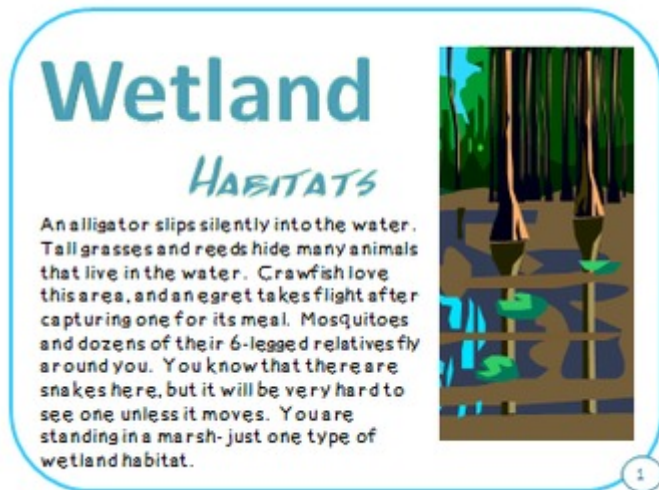 Wetland
HABITATS
An alligator slips silently into the water.
Tall grasses and reeds hide many animals
that live in the water. Crawfish love
this area, and an egret takes flight after
capturing one for its meal. Mosquitoes
and dozens of their 6-legged relatives fly
around you. You know that there are
snakes here, but it will be very hard to
see one unless it moves. You are
standing in a marsh- just one type of
wetland habitat.
1